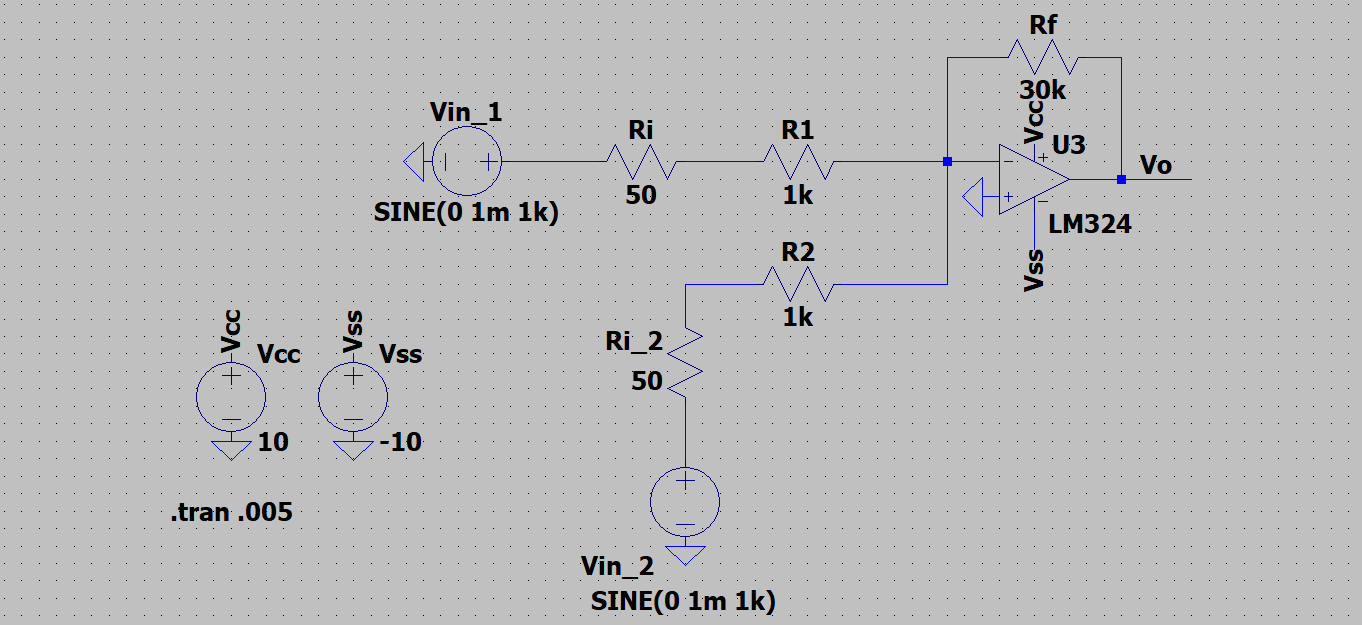 Rf
30k
Vin_1
Ri
R1
Vcc
U3
Vo
50
1k
SINE(0 1m 1k)
LM324
R2
Vss
1k
Ri_2
50
Vcc
Vcc
Vss
Vss
10
-10
.tran .005
Vin_2
SINE(0 1m 1k)